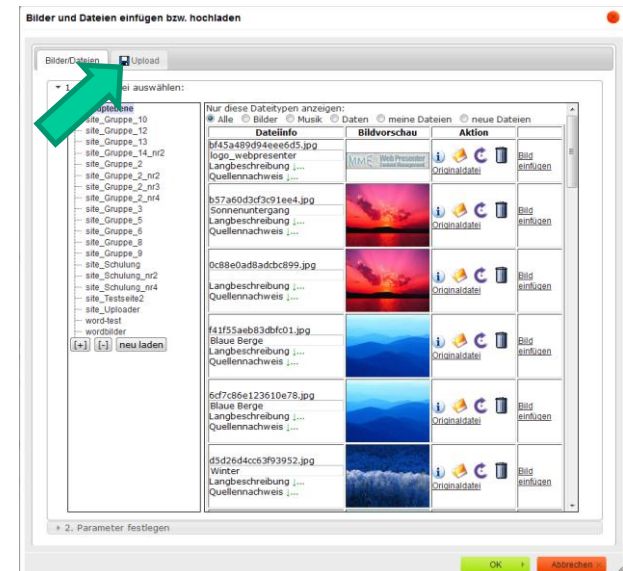 Bilder und Dateien einfügen bzw. hochladen
Bilder/Dateien Upload
1. ei auswählen:
site_Gruppe_10
site_Gruppe_12
site_Gruppe_13
site_Gruppe_14_nr2
site_Gruppe_2
site_Gruppe_2_nr2
site_Gruppe_2_nr3
site_Gruppe_2_nr4
site_Gruppe_3
site_Gruppe_5
site_Gruppe_6
site_Gruppe_8
site_Gruppe_9
site_Schulung
site_Schulung_nr2
site_Schulung_nr4
site_Testseite2
site_Uploader
word-test
wordbilder
[+] [-] neu laden
Nur diese Dateitypen anzeigen:
Alle Bilder Musik Daten meine Dateien neue Dateien
Dateiinfo Bildvorschau Aktion
bf45a489d94eee6d5.jpg
logo_webpresenter
Langbeschreibung ↓...
Quellennachweis ↓...
MME Web Presenter
Originaldatei
Bild
einfügen
b57a60d3cf3c91ee4.jpg
Sonnenuntergang
Langbeschreibung ↓...
Quellennachweis ↓...
Originaldatei
Bild
einfügen
0c88e0ad8adcbc899.jpg
Langbeschreibung ↓...
Quellennachweis ↓...
Originaldatei
Bild
einfügen
f41f55aeb83dbfc01.jpg
Blaue Berge
Langbeschreibung ↓...
Quellennachweis ↓...
Originaldatei
Bild
einfügen
6cf7c86e123610e78.jpg
Blaue Berge
Langbeschreibung ↓...
Quellennachweis ↓...
Originaldatei
Bild
einfügen
d5d26d4cc63f93952.jpg
Winter
Langbeschreibung ↓...
Quellennachweis ↓...
Originaldatei
Bild
einfügen
2. Parameter festlegen
OK Abbrechen